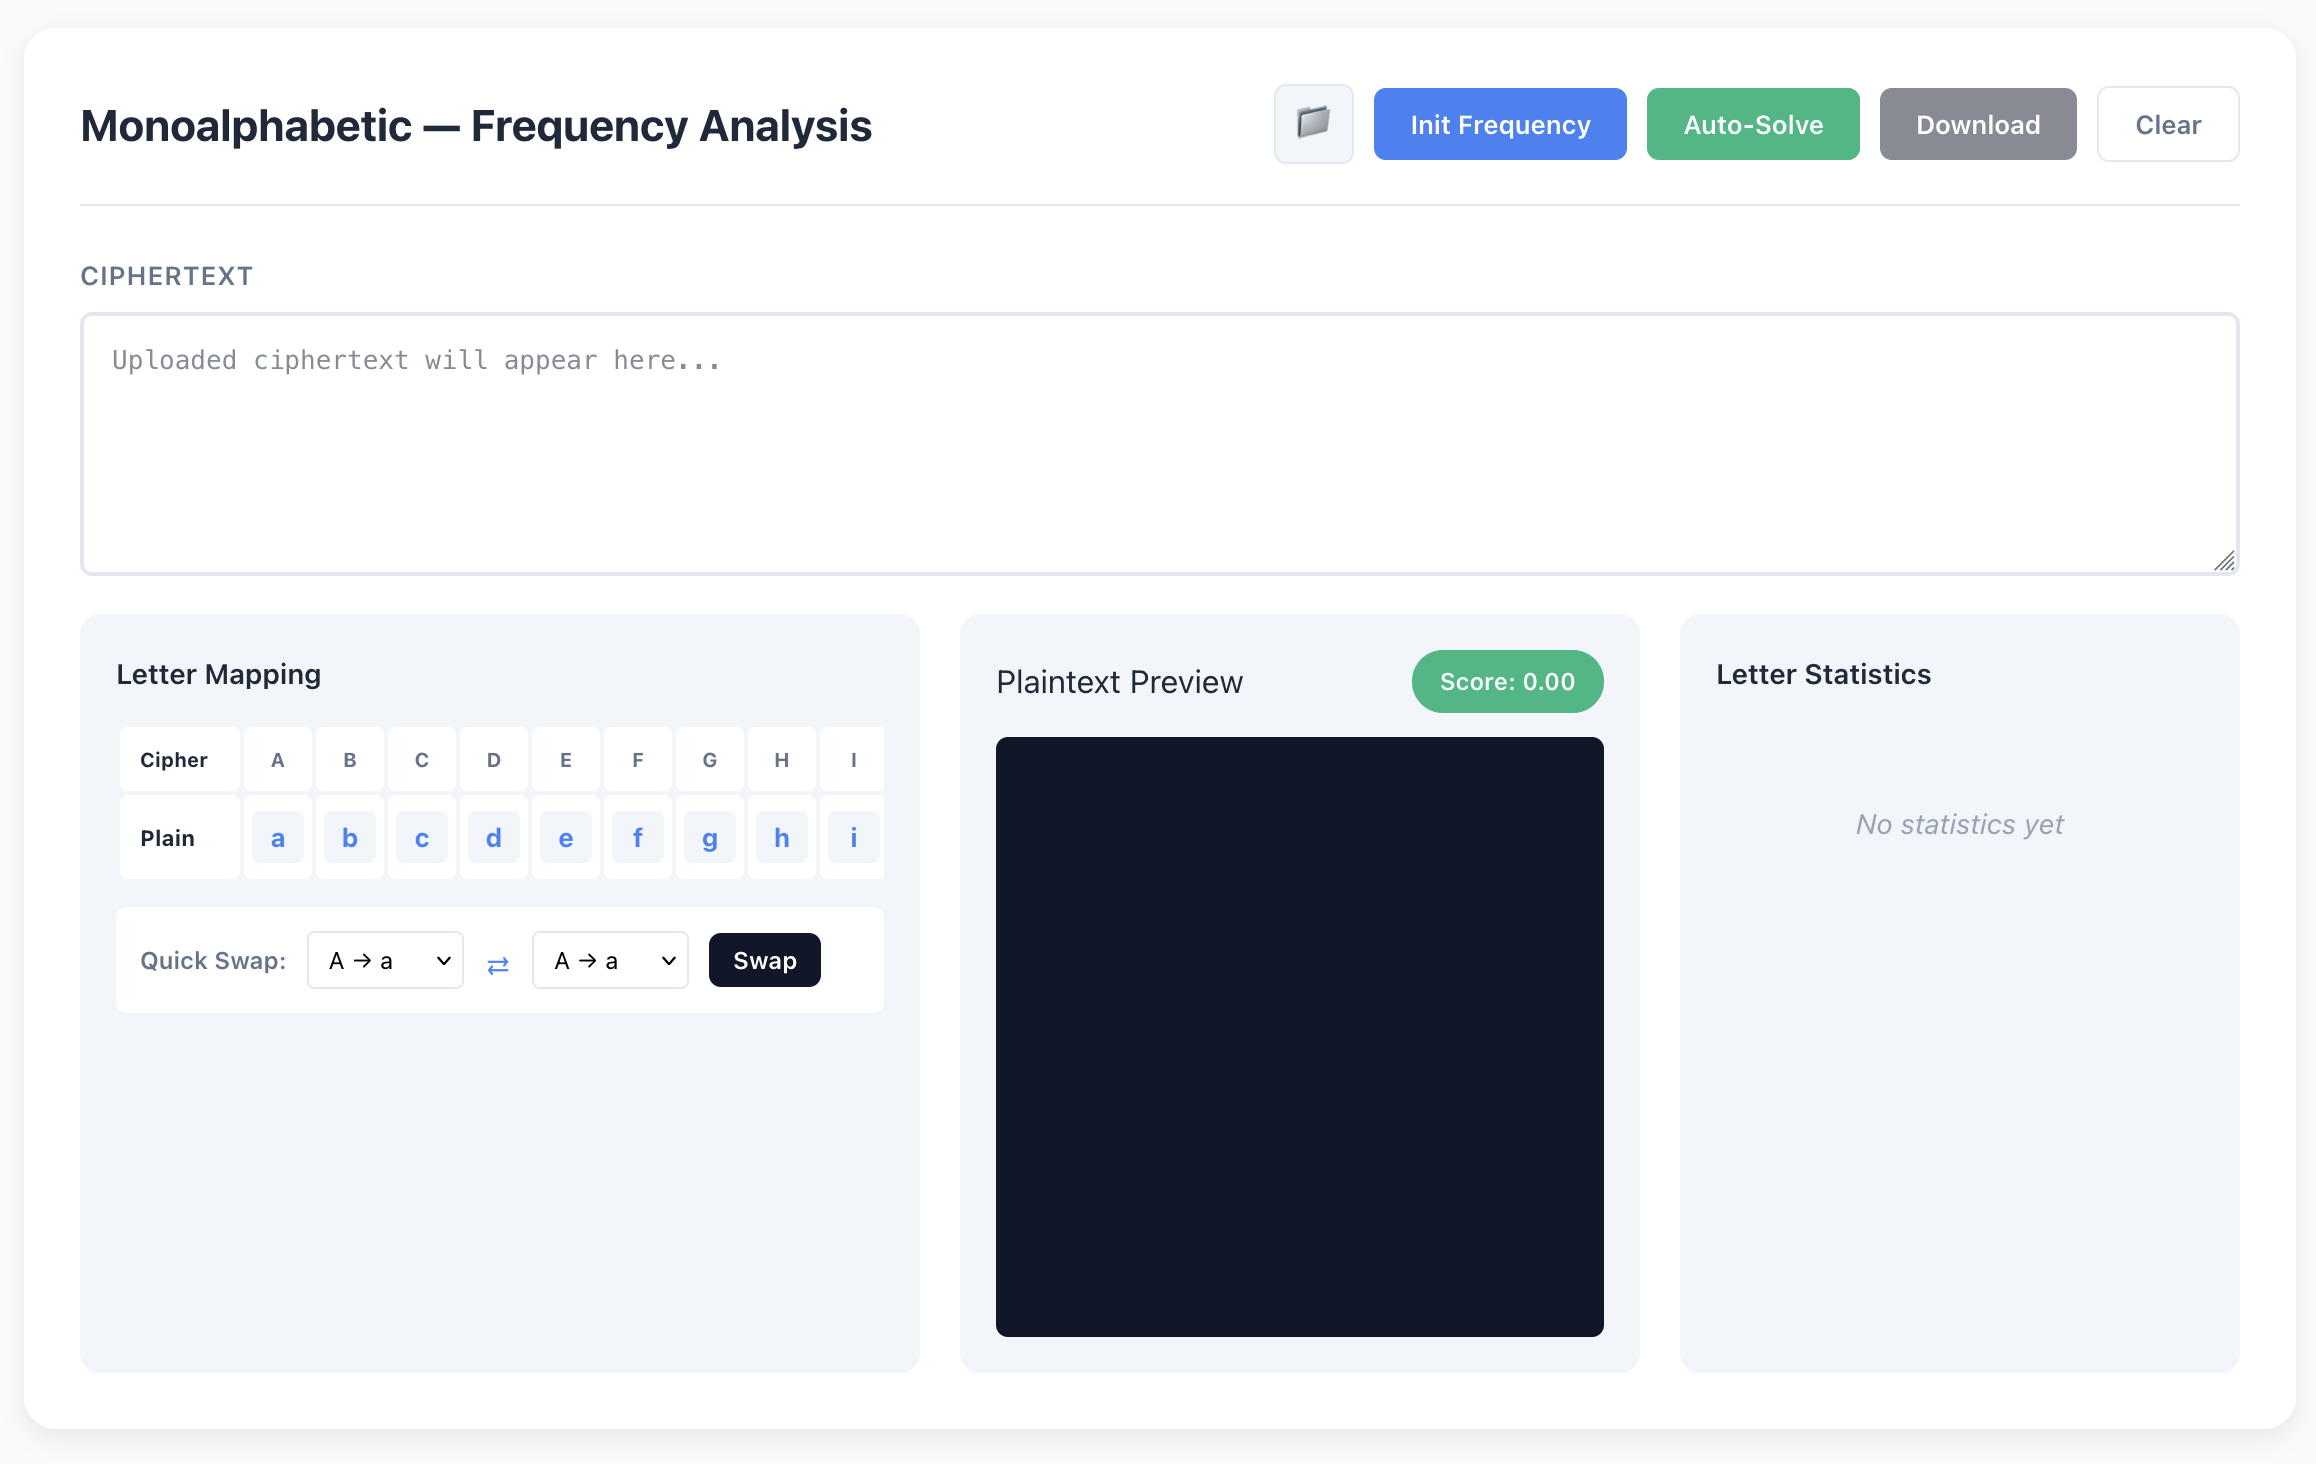 Monoalphabetic — Frequency Analysis
Init Frequency
Auto-Solve
Download
Clear
CIPHERTEXT
Uploaded ciphertext will appear here...
Letter Mapping
Cipher A B C D E F G H I
Plain a b c d e f g h i
Quick Swap: A → a ⇄ A → a Swap
Plaintext Preview
Score: 0.00
Letter Statistics
No statistics yet